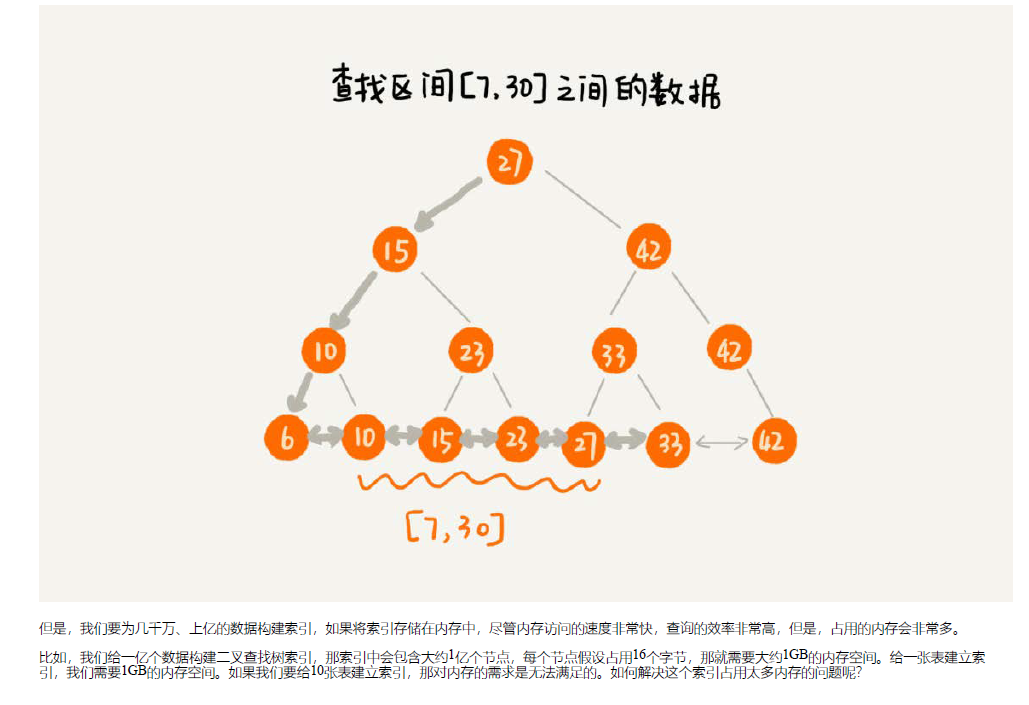 查找区间[7,30]之间的数据
27
15 42
10 23 33 42
6 10 15 23 27 33 42
[7,30]
但是，我们要为几千万、上亿的数据构建索引，如果将索引存储在内存中，尽管内存访问的速度非常快，查询的效率非常高，但是，占用的内存会非常多。
比如，我们给一亿个数据构建二叉查找树索引，那索引中会包含大约1亿个节点，每个节点假设占用16个字节，那就需要大约1GB的内存空间。给一张表建立索
引，我们需要1GB的内存空间。如果我们要给10张表建立索引，那对内存的需求是无法满足的。如何解决这个索引占用太多内存的问题呢？